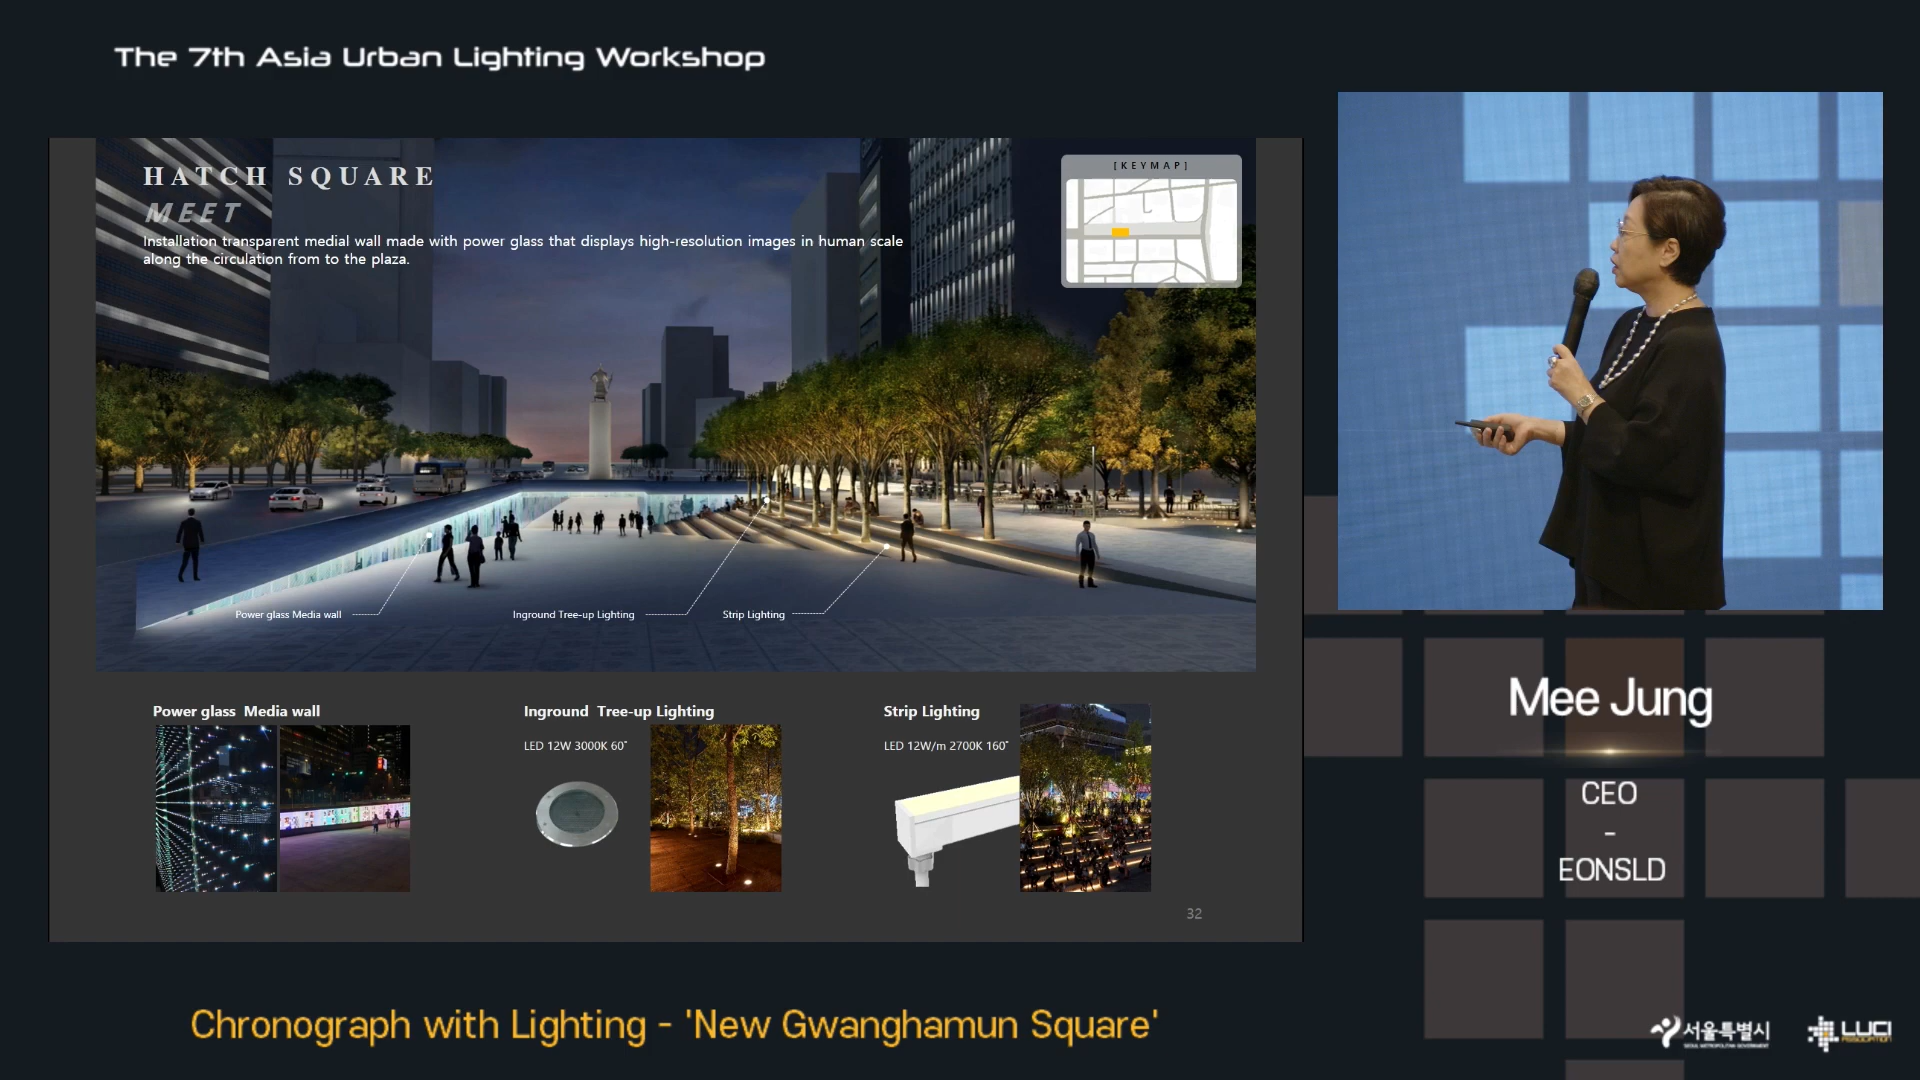 The 7th Asia Urban Lighting Workshop
HATCH SQUARE
MEET
Installation transparent medial wall made with power glass that displays high-resolution images in human scale
along the circulation from to the plaza.
[KEYMAP]
Power glass Media wall
Inground Tree-up Lighting
Strip Lighting
Power glass Media wall
Inground Tree-up Lighting
LED 12W 3000K 60˚
Strip Lighting
LED 12W/m 2700K 160˚
32
Mee Jung
CEO
-
EONSLD
Chronograph with Lighting - 'New Gwanghamun Square'
서울특별시
SEOUL METROPOLITAN GOVERNMENT
LUCI
ASSOCIATION